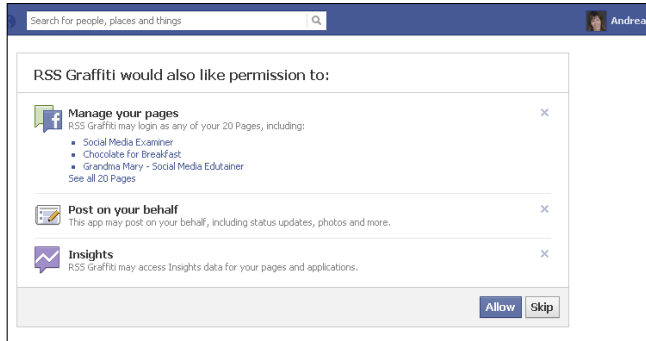 Search for people, places and things
Andrea
RSS Graffiti would also like permission to:
Manage your pages
RSS Graffiti may login as any of your 20 Pages, including:
Social Media Examiner
Chocolate for Breakfast
Grandma Mary - Social Media Edutainer
See all 20 Pages
Post on your behalf
This app may post on your behalf, including status updates, photos and more.
Insights
RSS Graffiti may access Insights data for your pages and applications.
Allow Skip